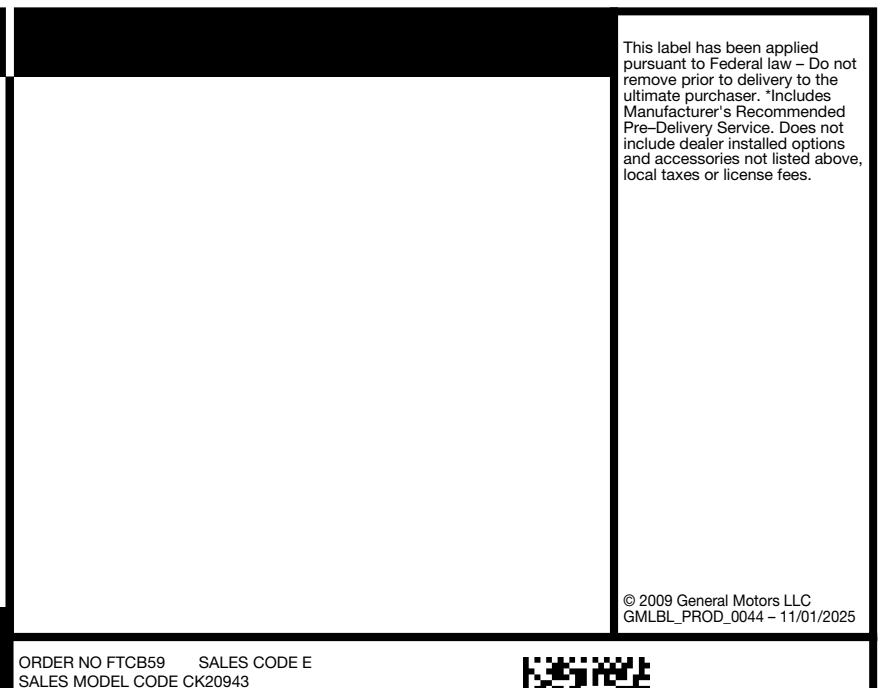 This label has been applied
pursuant to Federal law – Do not
remove prior to delivery to the
ultimate purchaser. *Includes
Manufacturer's Recommended
Pre–Delivery Service. Does not
include dealer installed options
and accessories not listed above,
local taxes or license fees.
© 2009 General Motors LLC
GMLBL_PROD_0044 – 11/01/2025
ORDER NO FTCB59 SALES CODE E
SALES MODEL CODE CK20943